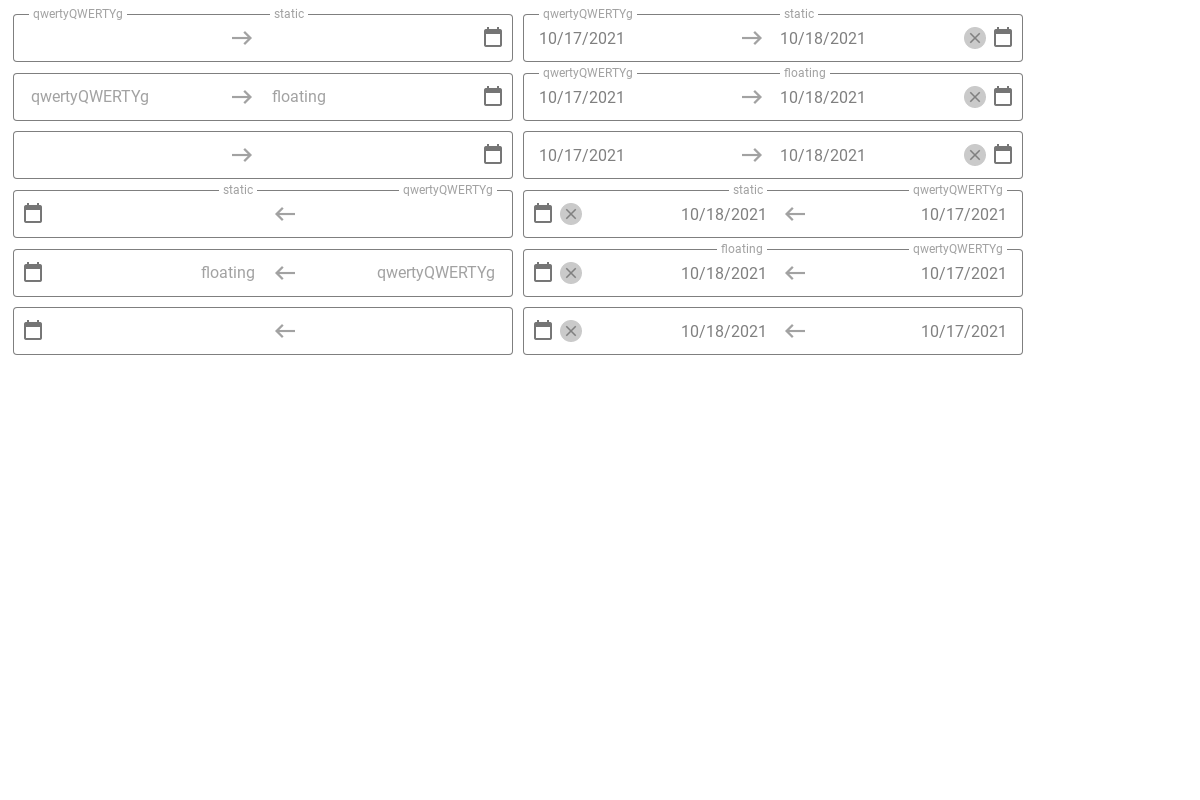 qwertyQWERTYg static qwertyQWERTYg static
10/17/2021 10/18/2021
qwertyQWERTYg floating
qwertyQWERTYg floating 10/17/2021 10/18/2021
10/17/2021 10/18/2021
static qwertyQWERTYg static qwertyQWERTYg
10/18/2021 10/17/2021
floating qwertyQWERTYg
floating qwertyQWERTYg 10/18/2021 10/17/2021
10/18/2021 10/17/2021